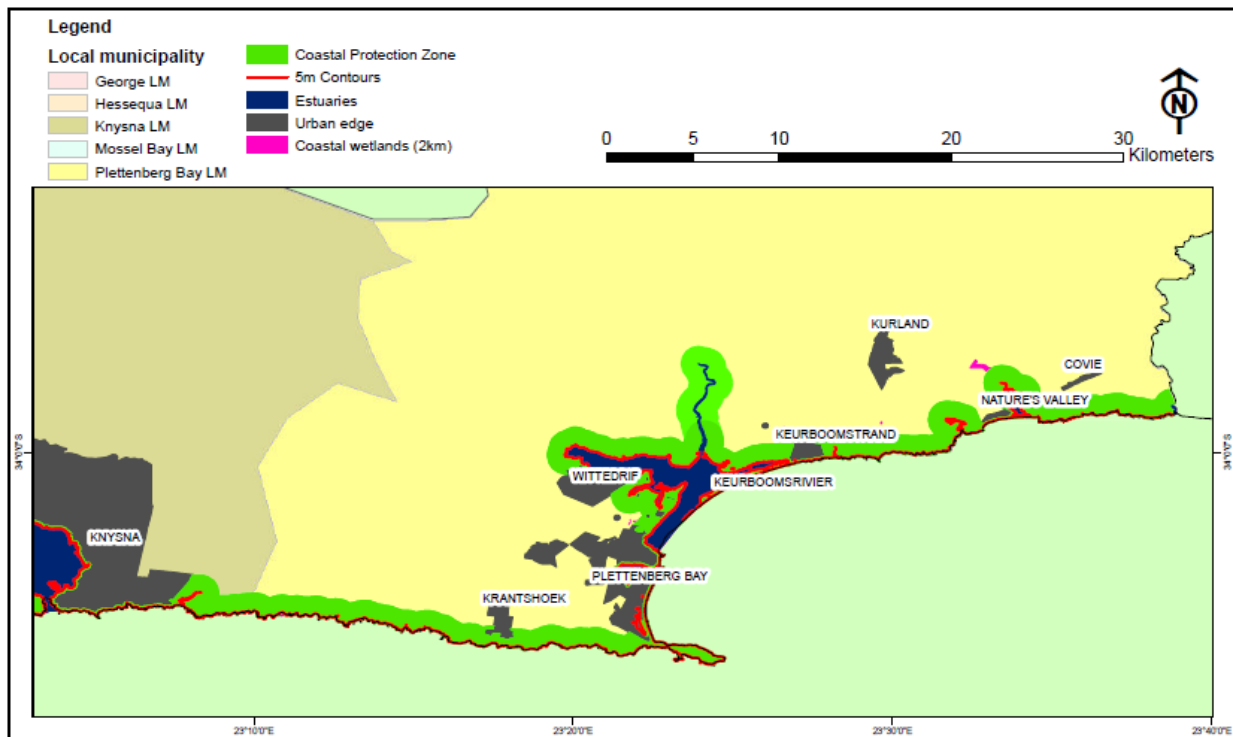 Legend
Local municipality
George LM
Hessequa LM
Knysna LM
Mossel Bay LM
Plettenberg Bay LM
Coastal Protection Zone
5m Contours
Estuaries
Urban edge
Coastal wetlands (2km)
N
0 5 10 20 30
Kilometers
KURLAND
COVIE
NATURE'S VALLEY
KEURBOOMSTRAND
WITTEDRIF
KEURBOOMSRIVIER
KNYSNA
PLETTENBERG BAY
KRANTSHOEK
34°0'0"S
34°0'0"S
23°10'0"E 23°20'0"E 23°30'0"E 23°40'0"E